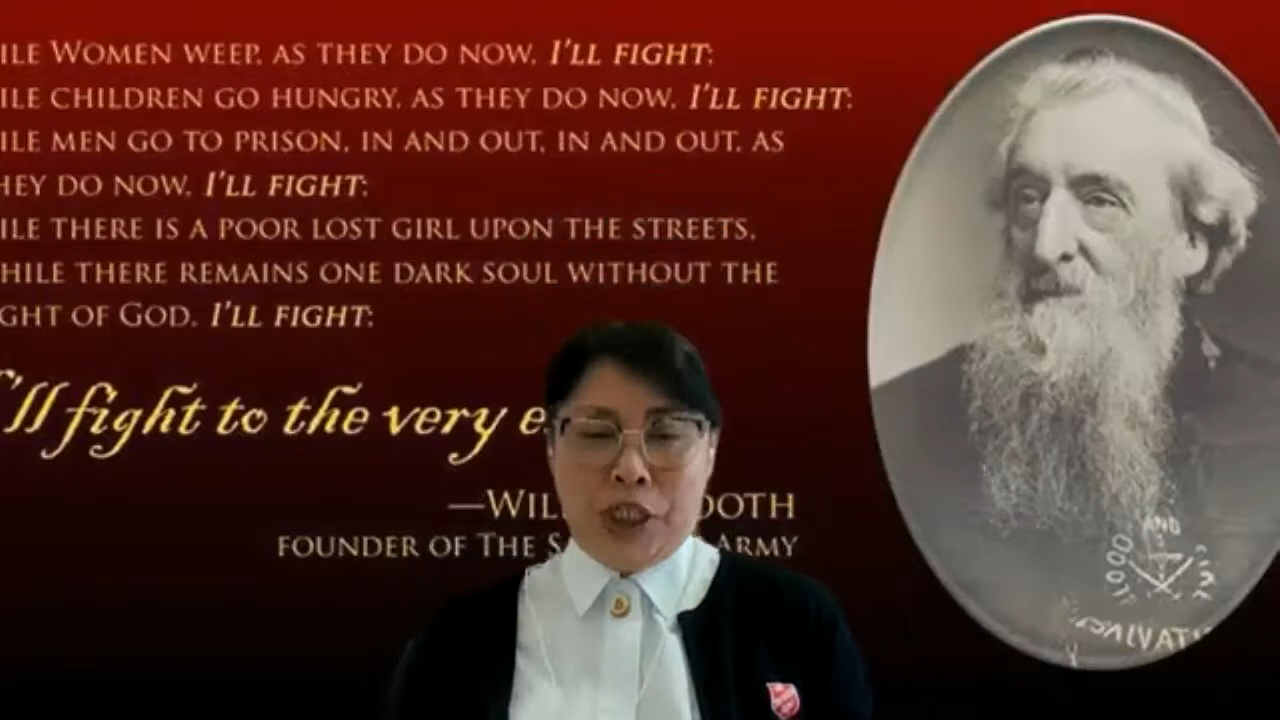 ILE WOMEN WEEP, AS THEY DO NOW, I'LL FIGHT;
ILE CHILDREN GO HUNGRY, AS THEY DO NOW, I'LL FIGHT;
ILE MEN GO TO PRISON, IN AND OUT, IN AND OUT, AS
HEY DO NOW, I'LL FIGHT;
ILE THERE IS A POOR LOST GIRL UPON THE STREETS,
HILE THERE REMAINS ONE DARK SOUL WITHOUT THE
GHT OF GOD, I'LL FIGHT;
'll fight to the very e
—WIL OOTH
FOUNDER OF THE S ARMY
AND